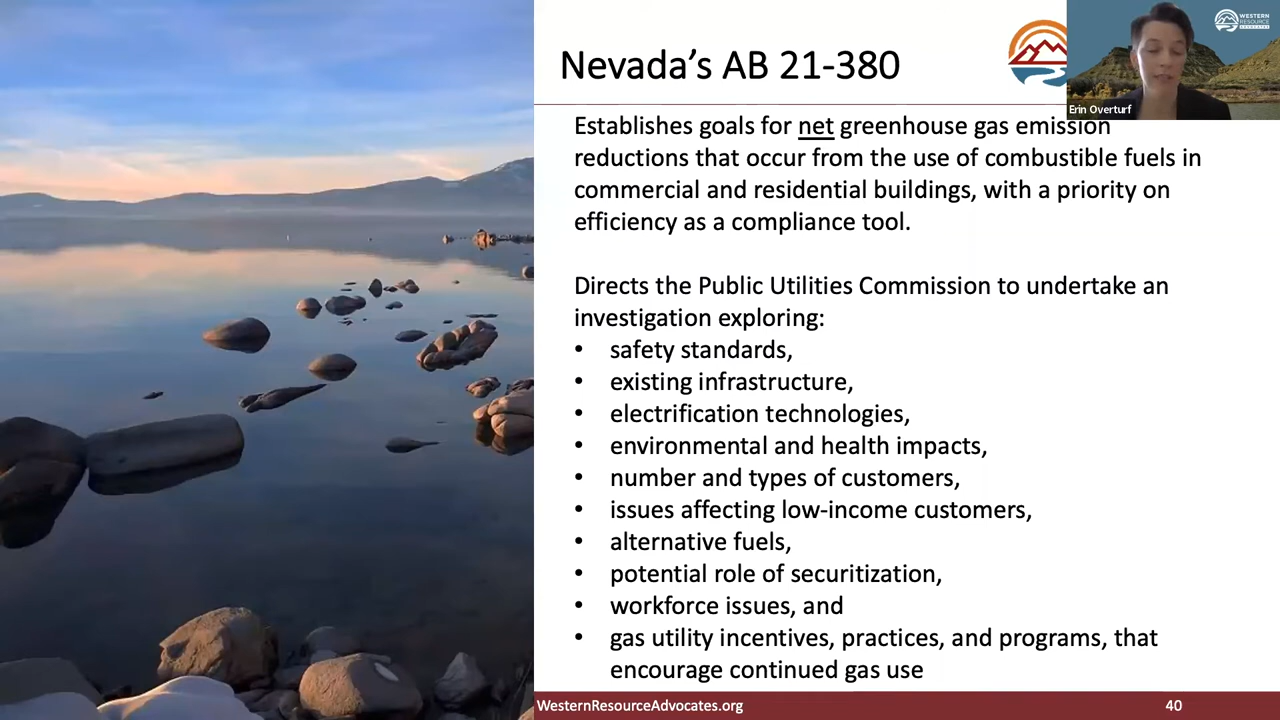 Nevada's AB 21-380
WESTERN
RESOURCE
ADVOCATES
Erin Overturf
Establishes goals for net greenhouse gas emission
reductions that occur from the use of combustible fuels in
commercial and residential buildings, with a priority on
efficiency as a compliance tool.
Directs the Public Utilities Commission to undertake an
investigation exploring:
• safety standards,
• existing infrastructure,
• electrification technologies,
• environmental and health impacts,
• number and types of customers,
• issues affecting low-income customers,
• alternative fuels,
• potential role of securitization,
• workforce issues, and
• gas utility incentives, practices, and programs, that
encourage continued gas use
WesternResourceAdvocates.org
40